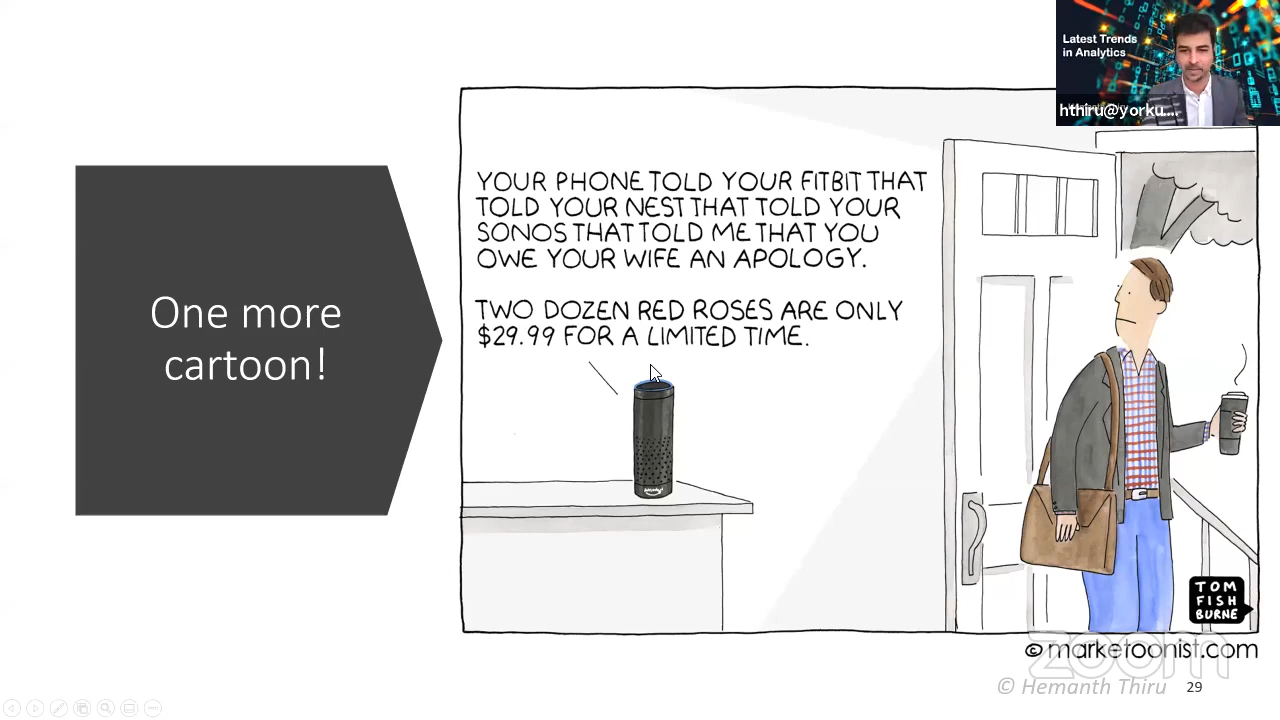 Latest Trends
in Analytics
hthiru@yorku....
One more
cartoon!
YOUR PHONE TOLD YOUR FITBIT THAT
TOLD YOUR NEST THAT TOLD YOUR
SONOS THAT TOLD ME THAT YOU
OWE YOUR WIFE AN APOLOGY.
TWO DOZEN RED ROSES ARE ONLY
$29.99 FOR A LIMITED TIME.
TOM
FISH
BURNE
© marketoonist.com
zoom
© Hemanth Thiru
29